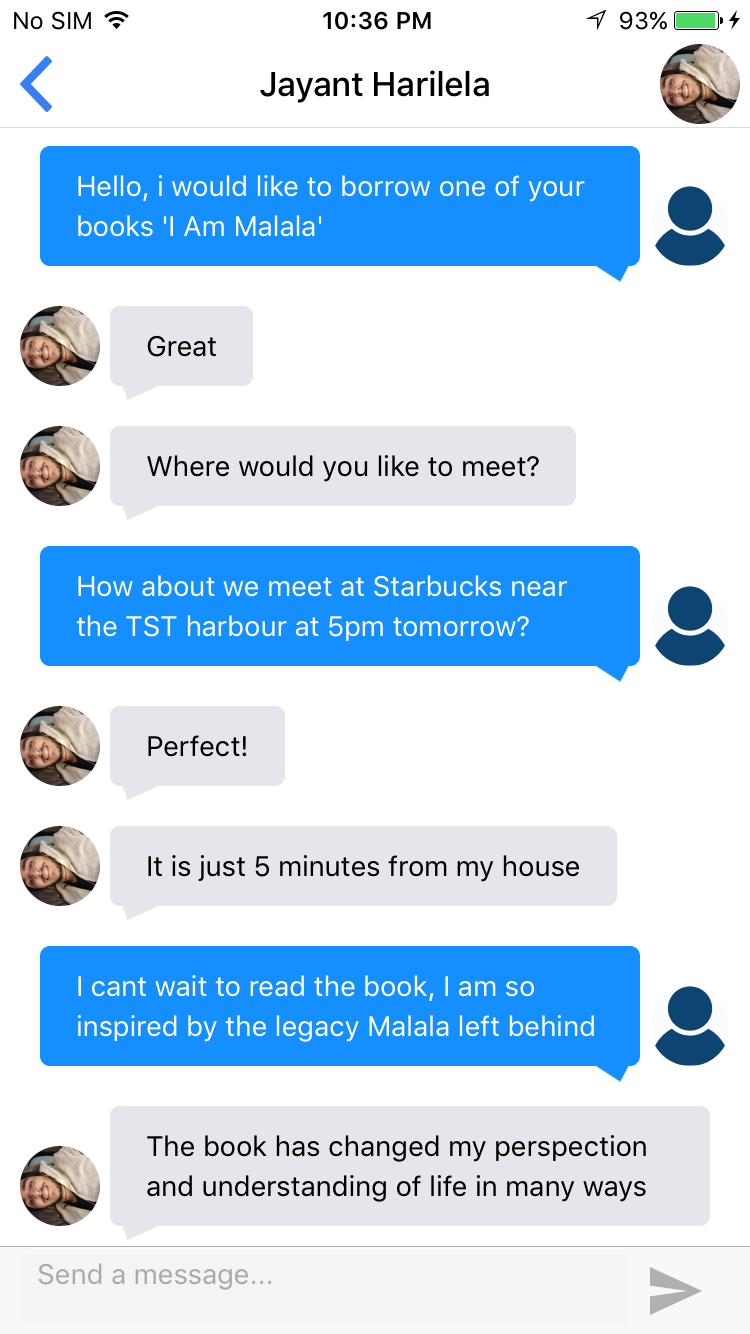 No SIM 10:36 PM 93%
Jayant Harilela
Hello, i would like to borrow one of your
books 'I Am Malala'
Great
Where would you like to meet?
How about we meet at Starbucks near
the TST harbour at 5pm tomorrow?
Perfect!
It is just 5 minutes from my house
I cant wait to read the book, I am so
inspired by the legacy Malala left behind
The book has changed my perspection
and understanding of life in many ways
Send a message...